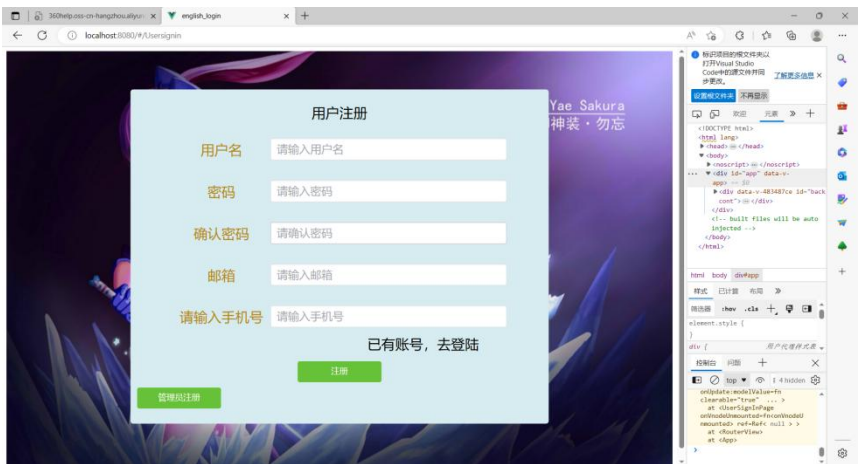 360help.oss-cn-hangzhou.aliyun
english_login
localhost:8080/#/Usersignin
Yae Sakura
神装·勿忘
用户注册
用户名
请输入用户名
密码
请输入密码
确认密码
请确认密码
邮箱
请输入邮箱
请输入手机号
请输入手机号
已有账号，去登陆
注册
管理员注册
标识项目的根文件夹以
打开Visual Studio
Code中的源文件并同
步更改。
了解更多信息
设置根文件夹
不再显示
欢迎
元素
<!DOCTYPE html>
<html lang>
<head> </head>
<body>
<noscript> </noscript>
<div id="app" data-v-
app> == $0
<div data-v-483487ce id="back
cont"> </div>
</div>
<!-- built files will be auto
injected -->
</body>
</html>
html body div#app
样式 已计算 布局
筛选器 :hov .cls
element.style {
}
div {
用户代理样式表
控制台 问题
top
4 hidden
onUpdate:modelValue=fn
clearable="true" ... >
at <UserSignInPage
onVnodeUnmounted=fn<onVnodeU
nmounted> ref=Ref< null > >
at <RouterView>
at <App>